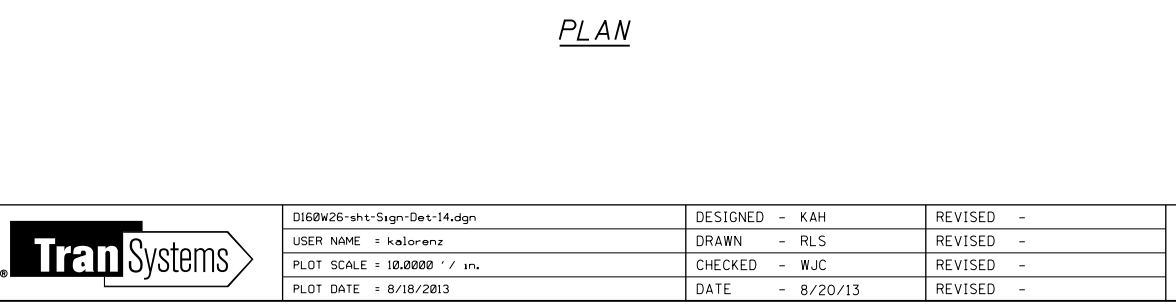 PLAN
TranSystems ®
D160W26-sht-Sign-Det-14.dgn
USER NAME = kalorenz
PLOT SCALE = 10.0000 ' / in.
PLOT DATE = 8/18/2013
DESIGNED - KAH
DRAWN - RLS
CHECKED - WJC
DATE - 8/20/13
REVISED -
REVISED -
REVISED -
REVISED -